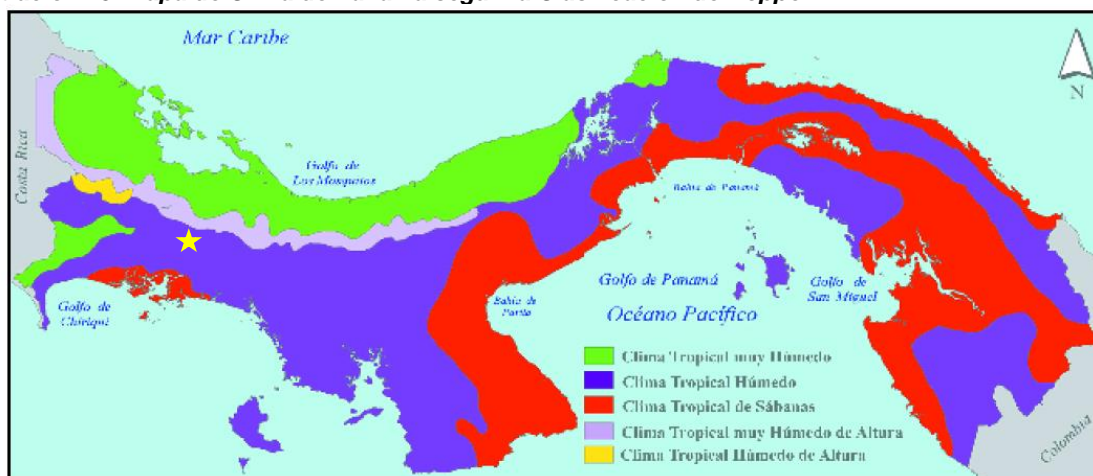 Mar Caribe
N
Costa Rica
Golfo de
Los Mosquitos
Bahía de Panamá
Golfo de
Chiriquí
Bahía de
Parita
Golfo de Panamá
Golfo de
San Miguel
Océano Pacífico
Clima Tropical muy Húmedo
Clima Tropical Húmedo
Clima Tropical de Sábanas
Clima Tropical muy Húmedo de Altura
Clima Tropical Húmedo de Altura
Colombia